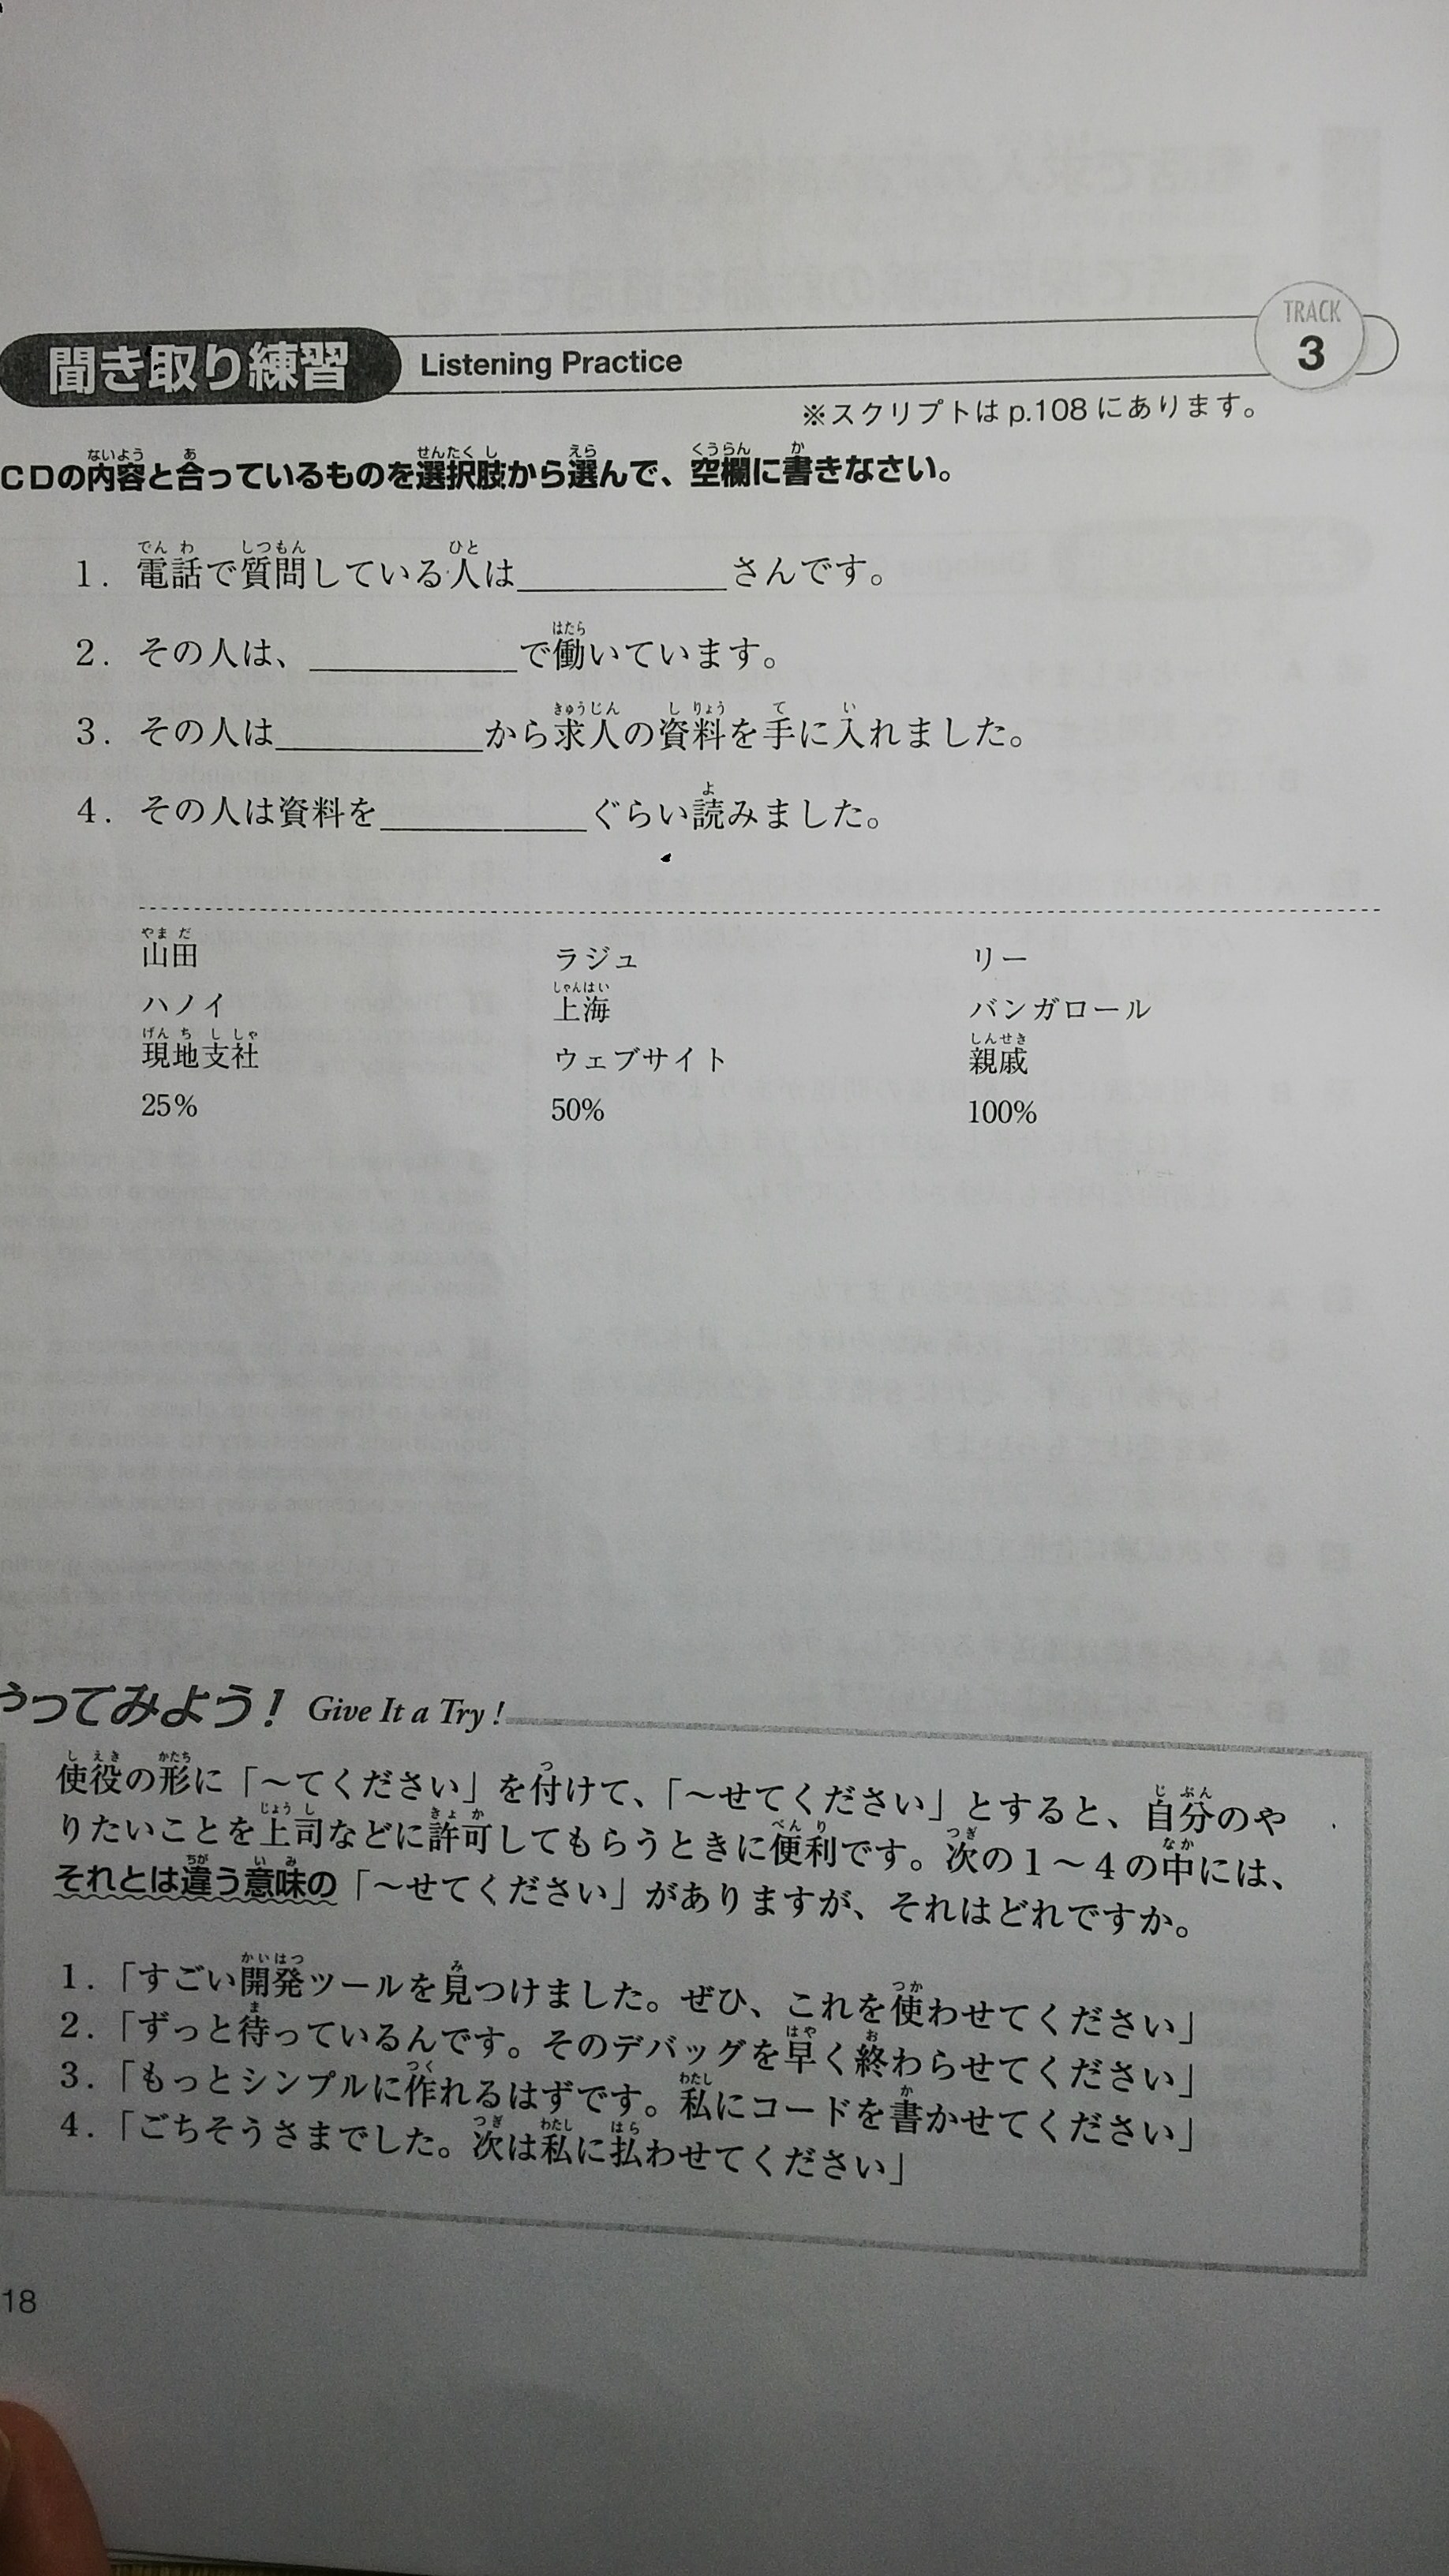 聞き取り練習 Listening Practice TRACK 3
※スクリプトは p.108 にあります。
CDの内容と合っているものを選択肢から選んで、空欄に書きなさい。
1. 電話で質問している人は＿＿＿＿＿＿さんです。
2. その人は、＿＿＿＿＿＿で働いています。
3. その人は＿＿＿＿＿＿から求人の資料を手に入れました。
4. その人は資料を＿＿＿＿＿＿ぐらい読みました。
山田 ラジュ リー
ハノイ 上海 バンガロール
現地支社 ウェブサイト 親戚
25% 50% 100%
ってみよう! Give It a Try!
使役の形に「～てください」を付けて、「～せてください」とすると、自分のや
りたいことを上司などに許可してもらうときに便利です。次の1～4の中には、
それとは違う意味の「～せてください」がありますが、それはどれですか。
1. 「すごい開発ツールを見つけました。ぜひ、これを使わせてください」
2. 「ずっと待っているんです。そのデバッグを早く終わらせてください」
3. 「もっとシンプルに作れるはずです。私にコードを書かせてください」
4. 「ごちそうさまでした。次は私に払わせてください」
18